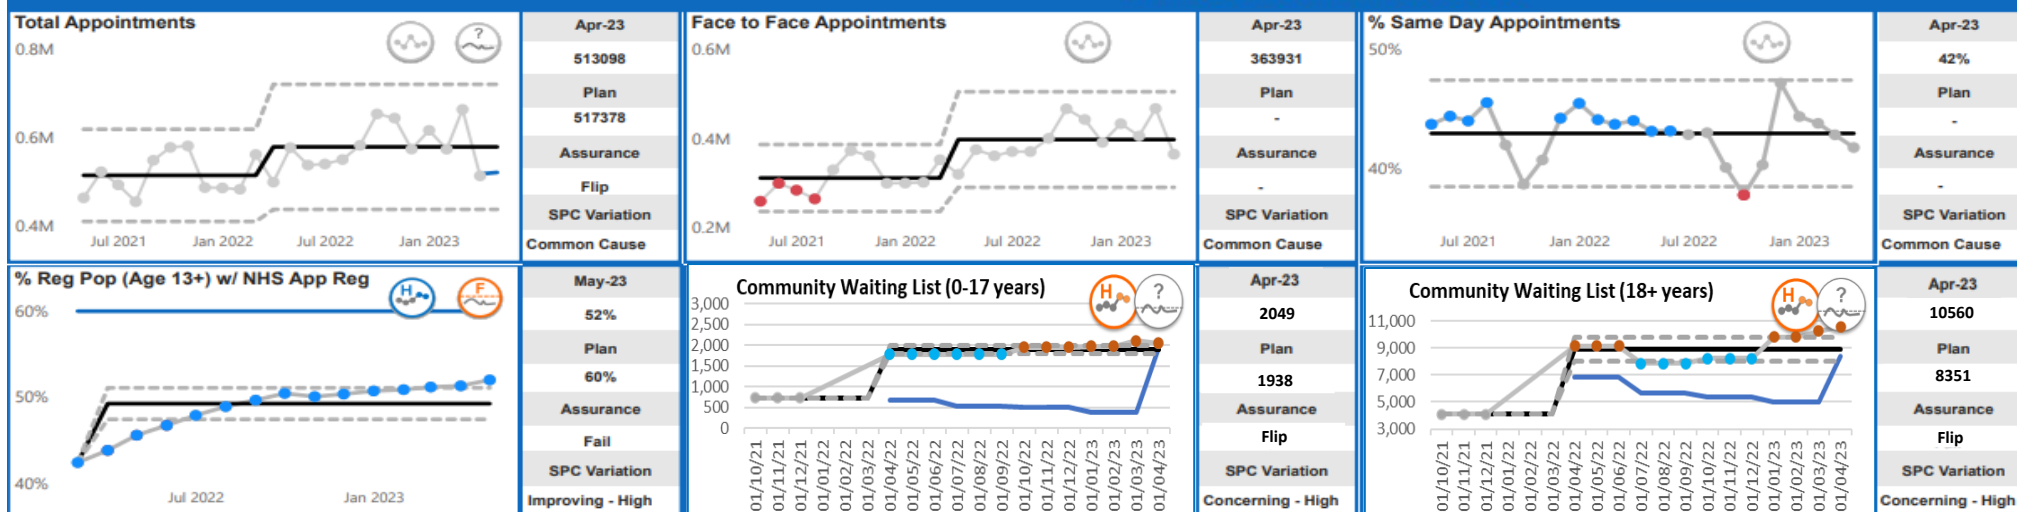 Total Appointments
?
0.8M
0.6M
0.4M
Jul 2021 Jan 2022 Jul 2022 Jan 2023
Apr-23
513098
Plan
517378
Assurance
Flip
SPC Variation
Common Cause
Face to Face Appointments
0.6M
0.4M
0.2M
Jul 2021 Jan 2022 Jul 2022 Jan 2023
Apr-23
363931
Plan
-
Assurance
-
SPC Variation
Common Cause
% Same Day Appointments
50%
40%
Jul 2021 Jan 2022 Jul 2022 Jan 2023
Apr-23
42%
Plan
-
Assurance
-
SPC Variation
Common Cause
% Reg Pop (Age 13+) w/ NHS App Reg
H
F
60%
50%
40%
Jul 2022 Jan 2023
May-23
52%
Plan
60%
Assurance
Fail
SPC Variation
Improving - High
Community Waiting List (0-17 years)
H
?
3,000
2,500
2,000
1,500
1,000
500
0
01/10/21
01/11/21
01/12/21
01/01/22
01/02/22
01/03/22
01/04/22
01/05/22
01/06/22
01/07/22
01/08/22
01/09/22
01/10/22
01/11/22
01/12/22
01/01/23
01/02/23
01/03/23
01/04/23
Apr-23
2049
Plan
1938
Assurance
Flip
SPC Variation
Concerning - High
Community Waiting List (18+ years)
H
?
11,000
9,000
7,000
5,000
3,000
01/10/21
01/11/21
01/12/21
01/01/22
01/02/22
01/03/22
01/04/22
01/05/22
01/06/22
01/07/22
01/08/22
01/09/22
01/10/22
01/11/22
01/12/22
01/01/23
01/02/23
01/03/23
01/04/23
Apr-23
10560
Plan
8351
Assurance
Flip
SPC Variation
Concerning - High